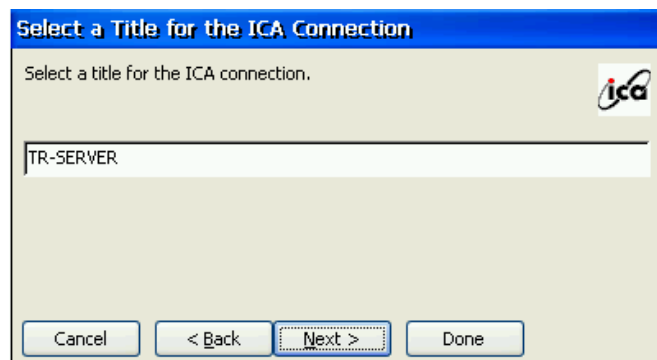 Select a Title for the ICA Connection
Select a title for the ICA connection.
ica
TR-SERVER
Cancel
< Back
Next >
Done